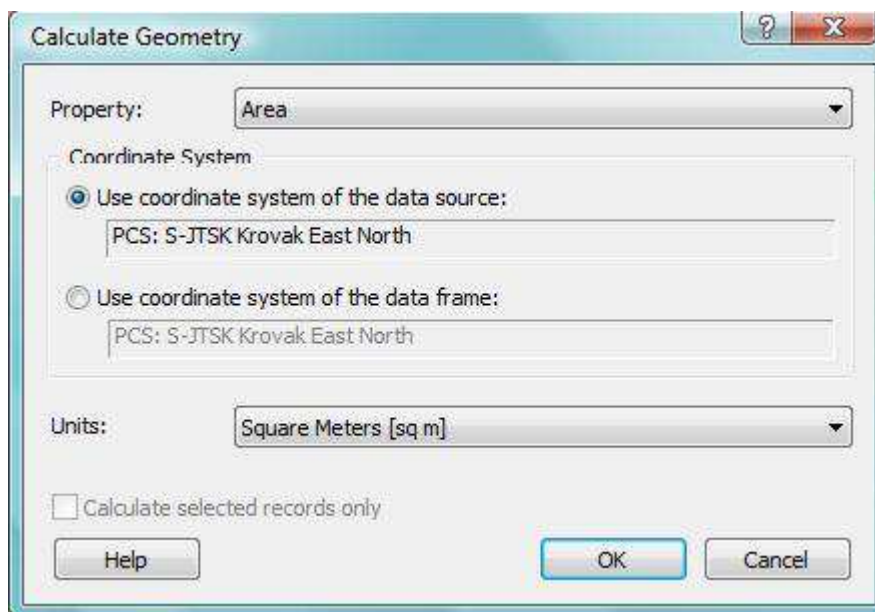 Calculate Geometry
Property:
Area
Coordinate System
Use coordinate system of the data source:
PCS: S-JTSK Krovak East North
Use coordinate system of the data frame:
PCS: S-JTSK Krovak East North
Units:
Square Meters [sq m]
Calculate selected records only
Help
OK
Cancel